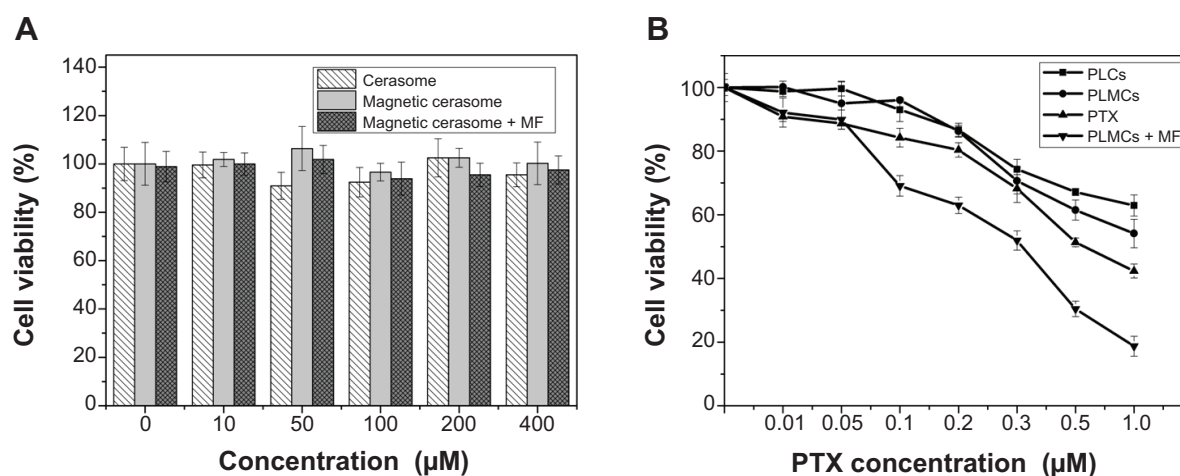 A
Cell viability (%)
140
120
100
80
60
40
20
0
Cerasome
Magnetic cerasome
Magnetic cerasome + MF
0 10 50 100 200 400
Concentration (µM)
B
Cell viability (%)
100
80
60
40
20
0
PLCs
PLMCs
PTX
PLMCs + MF
0.01 0.05 0.1 0.2 0.3 0.5 1.0
PTX concentration (µM)